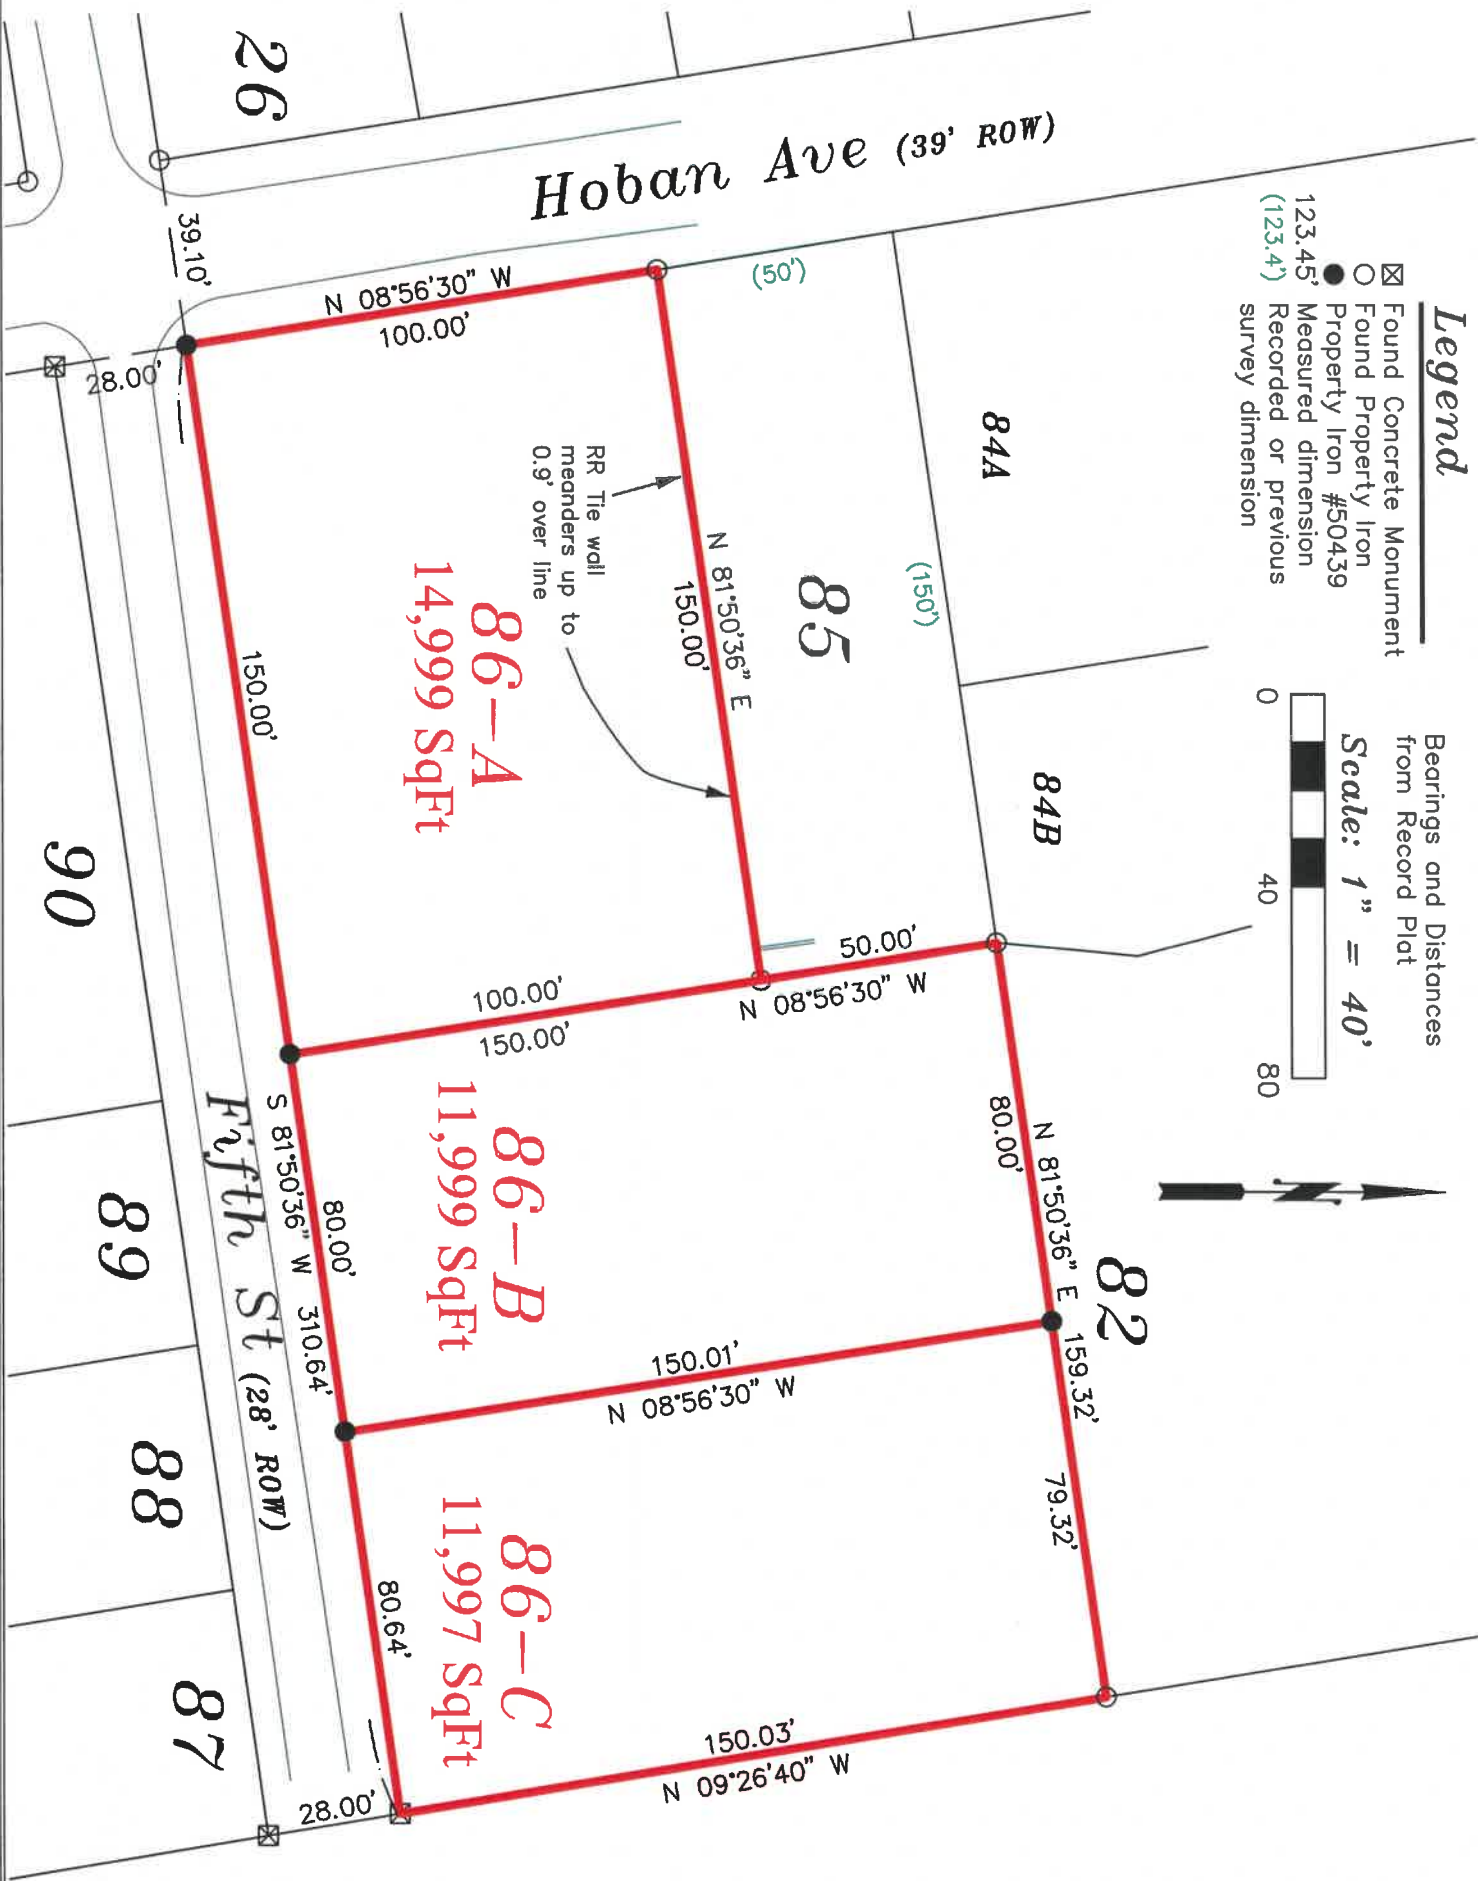 Legend
Found Concrete Monument
Found Property Iron
Property Iron #50439
123.45' Measured dimension
(123.4') Recorded or previous
survey dimension
Bearings and Distances
from Record Plat
Scale: 1" = 40'
0 40 80
Hoban Ave (39' ROW)
26
39.10'
28.00'
N 08°56'30" W
100.00'
(50')
84A
84B
(150')
85
N 81°50'36" E
150.00'
RR Tie wall
meanders up to
0.9' over line
86-A
14,999 SqFt
150.00'
50.00'
N 08°56'30" W
100.00'
150.00'
82
N 81°50'36" E 159.32'
80.00'
79.32'
86-B
11,999 SqFt
150.01'
N 08°56'30" W
86-C
11,997 SqFt
150.03'
N 09°26'40" W
80.00'
S 81°50'36" W 310.64'
80.64'
Fifth St (28' ROW)
28.00'
90
89
88
87